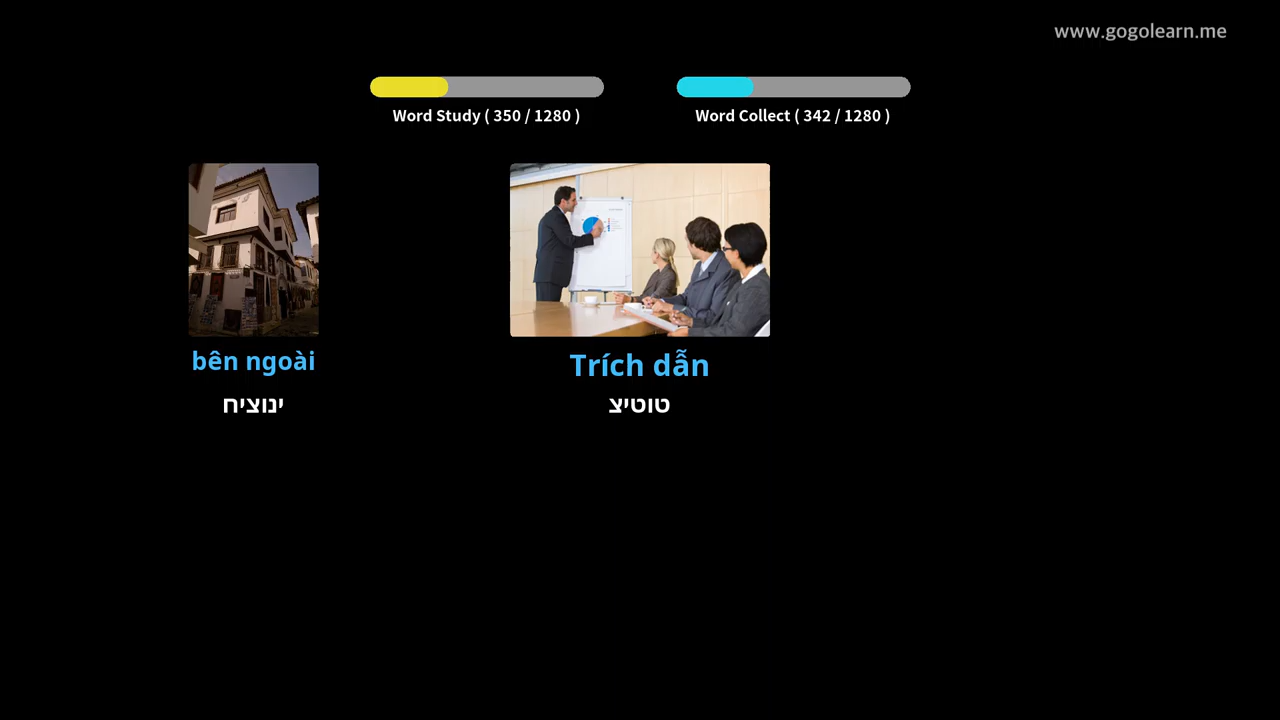 www.gogolearn.me
Word Study ( 350 / 1280 )
Word Collect ( 342 / 1280 )
bên ngoài
ינוציח
Trích dẫn
טוטיצ